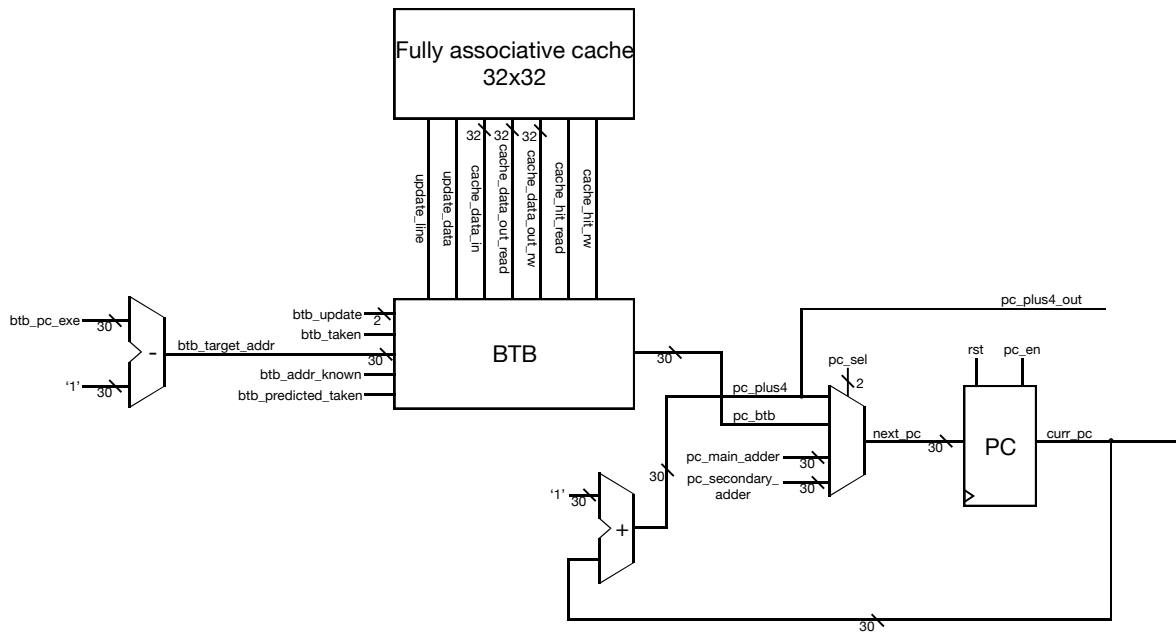 Fully associative cache
32x32
32
32
32
update_line
update_data
cache_data_in
cache_data_out_read
cache_data_out_rw
cache_hit_read
cache_hit_rw
btb_pc_exe
30
-
‘1’
30
btb_target_addr
btb_update
2
btb_taken
30
btb_addr_known
btb_predicted_taken
BTB
30
pc_plus4_out
pc_sel
2
rst
pc_en
pc_plus4
pc_btb
pc_main_adder
30
pc_secondary_
adder
30
next_pc
30
PC
curr_pc
‘1’
30
+
30
30